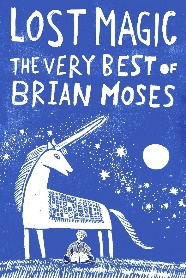 LOST MAGIC
THE VERY BEST OF
BRIAN MOSES